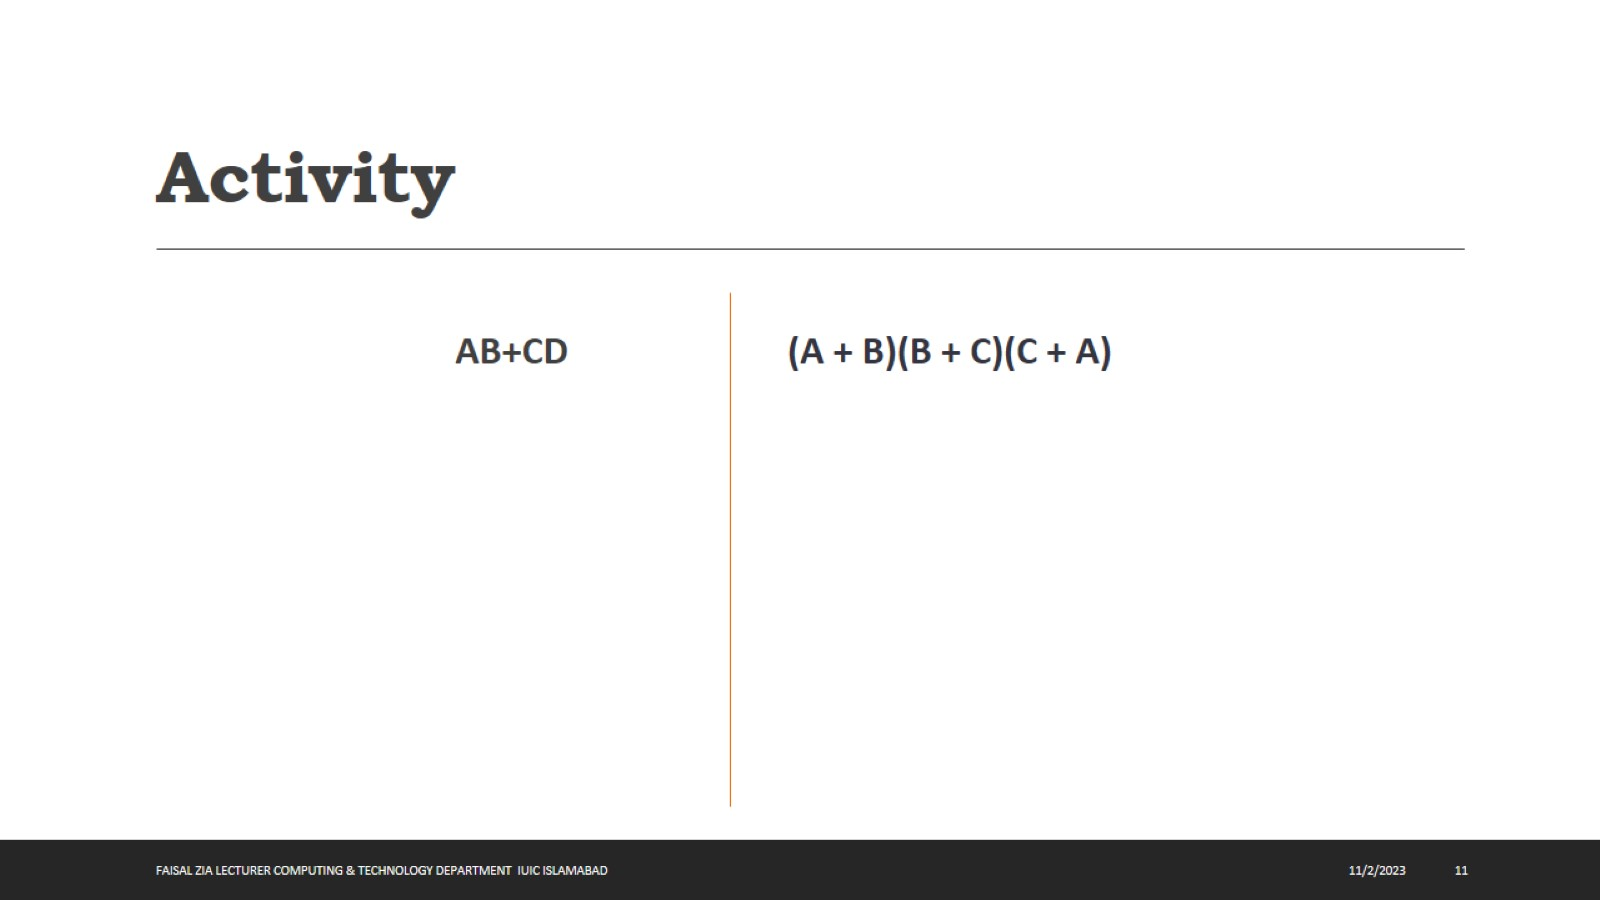 Activity
AB+CD
(A + B)(B + C)(C + A)
FAISAL ZIA LECTURER COMPUTING & TECHNOLOGY DEPARTMENT IUIC ISLAMABAD
11/2/2023
11